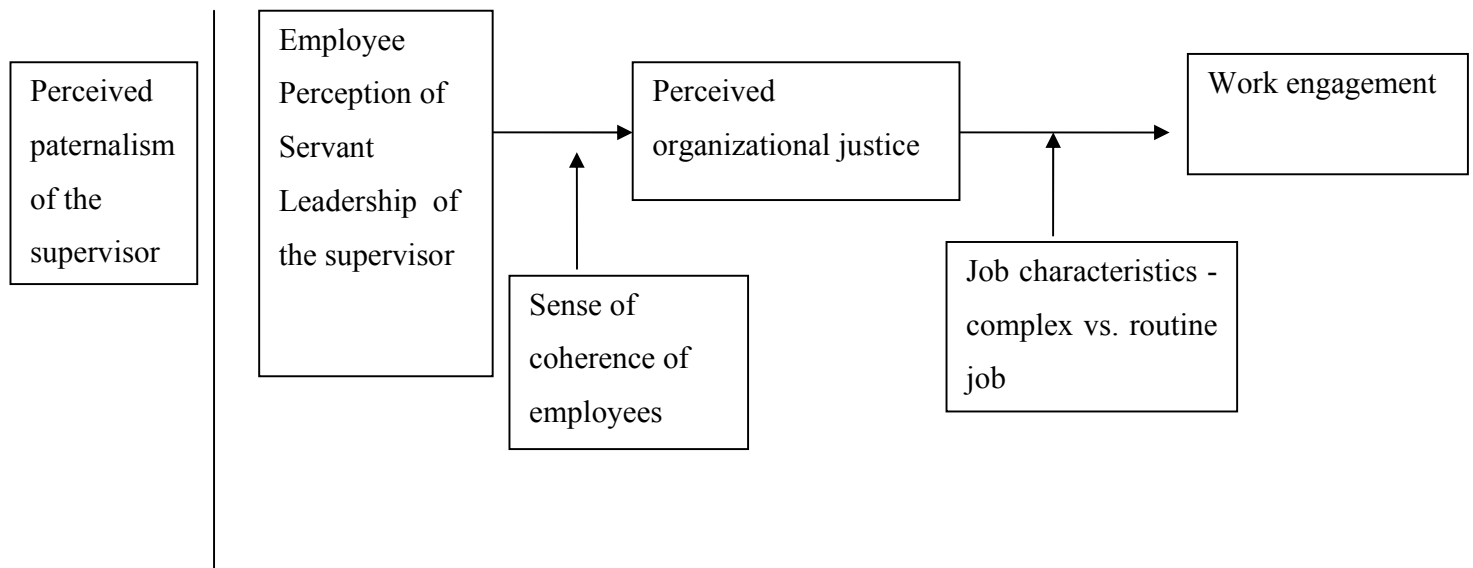 Perceived
paternalism
of the
supervisor
Employee
Perception of
Servant
Leadership of
the supervisor
Sense of
coherence of
employees
Perceived
organizational justice
Job characteristics -
complex vs. routine
job
Work engagement